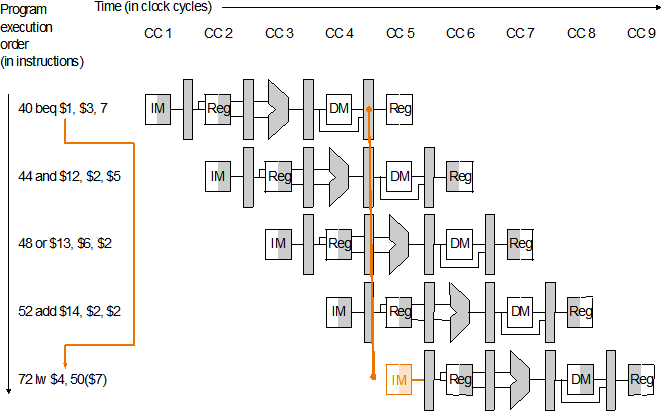 Program
execution
order
(in instructions)
Time (in clock cycles)
CC 1 CC 2 CC 3 CC 4 CC 5 CC 6 CC 7 CC 8 CC 9
40 beq $1, $3, 7
IM Reg DM Reg
44 and $12, $2, $5
IM Reg DM Reg
48 or $13, $6, $2
IM Reg DM Reg
52 add $14, $2, $2
IM Reg DM Reg
72 lw $4, 50($7)
IM Reg DM Reg